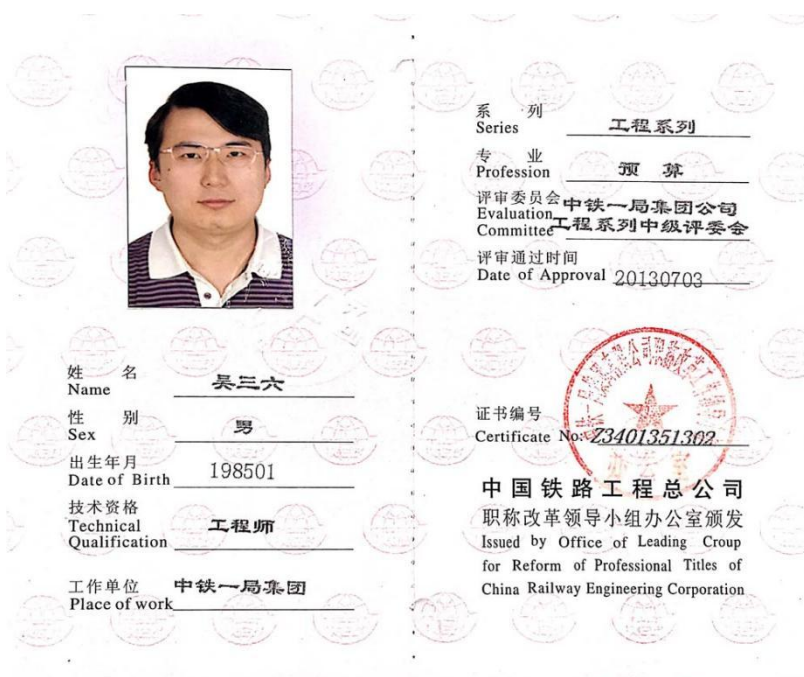 姓 名
Name 吴三六
性 别
Sex 男
出生年月
Date of Birth 198501
技术资格
Technical
Qualification 工程师
工作单位
Place of work 中铁一局集团
系 列
Series 工程系列
专 业
Profession 预 算
评审委员会 中铁一局集团公司
Evaluation
Committee 工程系列中级评委会
评审通过时间
Date of Approval 20130703
证书编号
Certificate No: Z3401351302
办公室
中国铁路工程总公司
职称改革领导小组办公室颁发
Issued by Office of Leading Croup
for Reform of Professional Titles of
China Railway Engineering Corporation